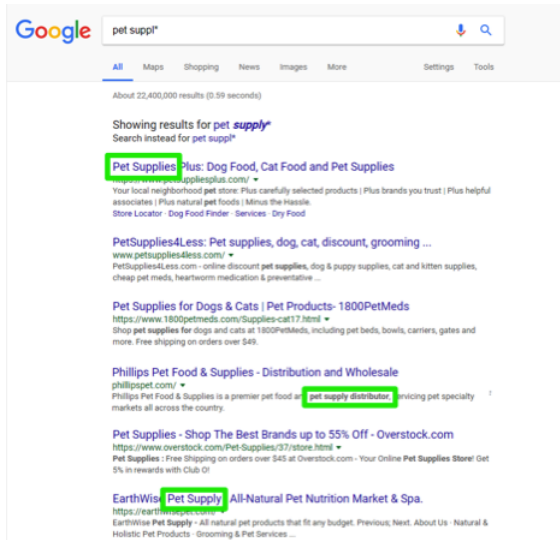 Google
pet suppl*
All Maps Shopping News Images More Settings Tools
About 22,400,000 results (0.59 seconds)
Showing results for pet supply*
Search instead for pet suppl*
Pet Supplies Plus: Dog Food, Cat Food and Pet Supplies
https://www.petsuppliesplus.com/
Your local neighborhood pet store: Plus carefully selected products | Plus brands you trust | Plus helpful
associates | Plus natural pet foods | Minus the Hassle.
Store Locator · Dog Food Finder · Services · Dry Food
PetSupplies4Less: Pet supplies, dog, cat, discount, grooming ...
www.petsupplies4less.com/
PetSupplies4Less.com - online discount pet supplies, dog & puppy supplies, cat and kitten supplies,
cheap pet meds, heartworm medication & preventative ...
Pet Supplies for Dogs & Cats | Pet Products- 1800PetMeds
https://www.1800petmeds.com/Supplies-cat17.html
Shop pet supplies for dogs and cats at 1800PetMeds, including pet beds, bowls, carriers, gates and
more. Free shipping on orders over $49.
Phillips Pet Food & Supplies - Distribution and Wholesale
phillipspet.com/
Phillips Pet Food & Supplies is a premier pet food and pet supply distributor, servicing pet specialty
markets all across the country.
Pet Supplies - Shop The Best Brands up to 55% Off - Overstock.com
https://www.overstock.com/Pet-Supplies/37/store.html
Pet Supplies : Free Shipping on orders over $45 at Overstock.com - Your Online Pet Supplies Store! Get
5% in rewards with Club O!
EarthWise Pet Supply All-Natural Pet Nutrition Market & Spa.
https://earthwisepet.com/
EarthWise Pet Supply - All natural pet products that fit any budget. Previous; Next. About Us · Natural &
Holistic Pet Products · Grooming & Pet Services ...